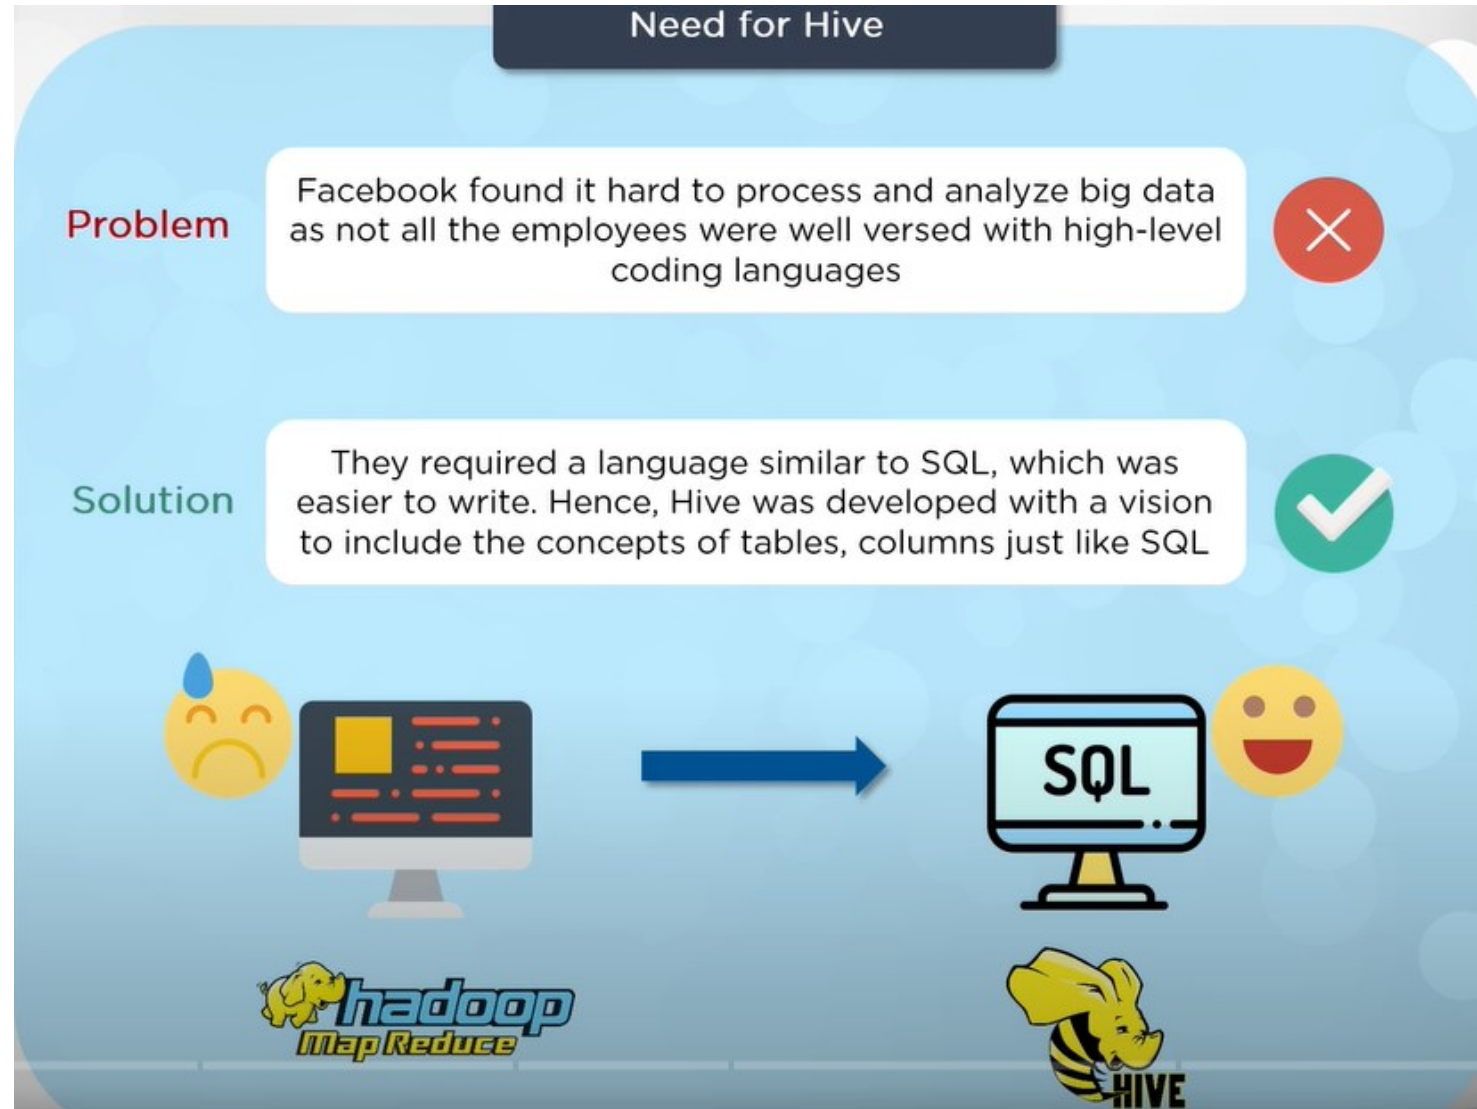 Need for Hive
Problem
Facebook found it hard to process and analyze big data
as not all the employees were well versed with high-level
coding languages
Solution
They required a language similar to SQL, which was
easier to write. Hence, Hive was developed with a vision
to include the concepts of tables, columns just like SQL
SQL
hadoop
Map Reduce
HIVE